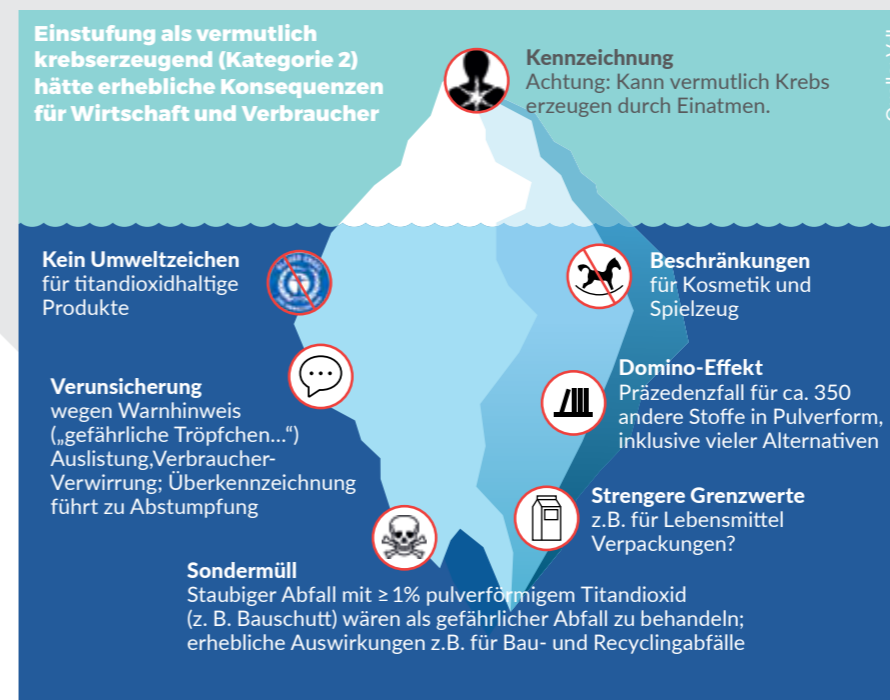 Einstufung als vermutlich
krebserzeugend (Kategorie 2)
hätte erhebliche Konsequenzen
für Wirtschaft und Verbraucher
Kennzeichnung
Achtung: Kann vermutlich Krebs
erzeugen durch Einatmen.
Kein Umweltzeichen
für titandioxidhaltige
Produkte
Beschränkungen
für Kosmetik und
Spielzeug
Verunsicherung
wegen Warnhinweis
(„gefährliche Tröpfchen...“)
Auslistung,Verbraucher-
Verwirrung; Überkennzeichnung
führt zu Abstumpfung
Domino-Effekt
Präzedenzfall für ca. 350
andere Stoffe in Pulverform,
inklusive vieler Alternativen
Strengere Grenzwerte
z.B. für Lebensmittel
Verpackungen?
Sondermüll
Staubiger Abfall mit ≥ 1% pulverförmigem Titandioxid
(z. B. Bauschutt) wären als gefährlicher Abfall zu behandeln;
erhebliche Auswirkungen z.B. für Bau- und Recyclingabfälle